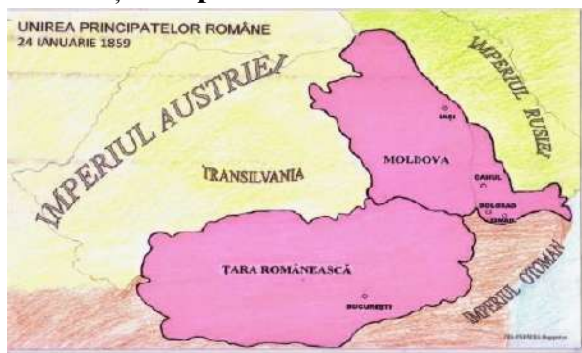 UNIREA PRINCIPATELOR ROMÂNE
24 IANUARIE 1859
IMPERIUL AUSTRIEI
IMPERIUL RUSIEI
IAȘI
MOLDOVA
TRANSILVANIA
CAHUL
BOLGRAD
ISMAIL
ȚARA ROMÂNEASCĂ
BUCUREȘTI
IMPERIUL OTOMAN